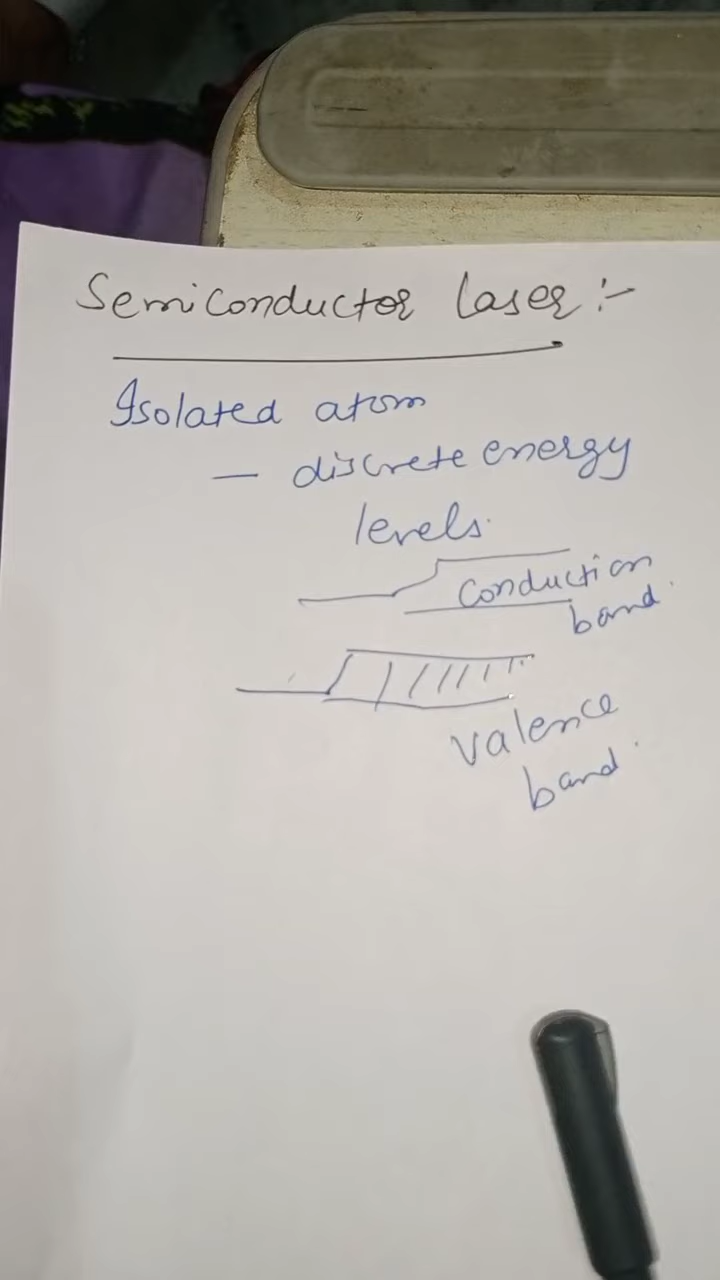 Semiconductor laser :-
Isolated atom
- discrete energy
levels.
Conduction
band.
Valence
band.